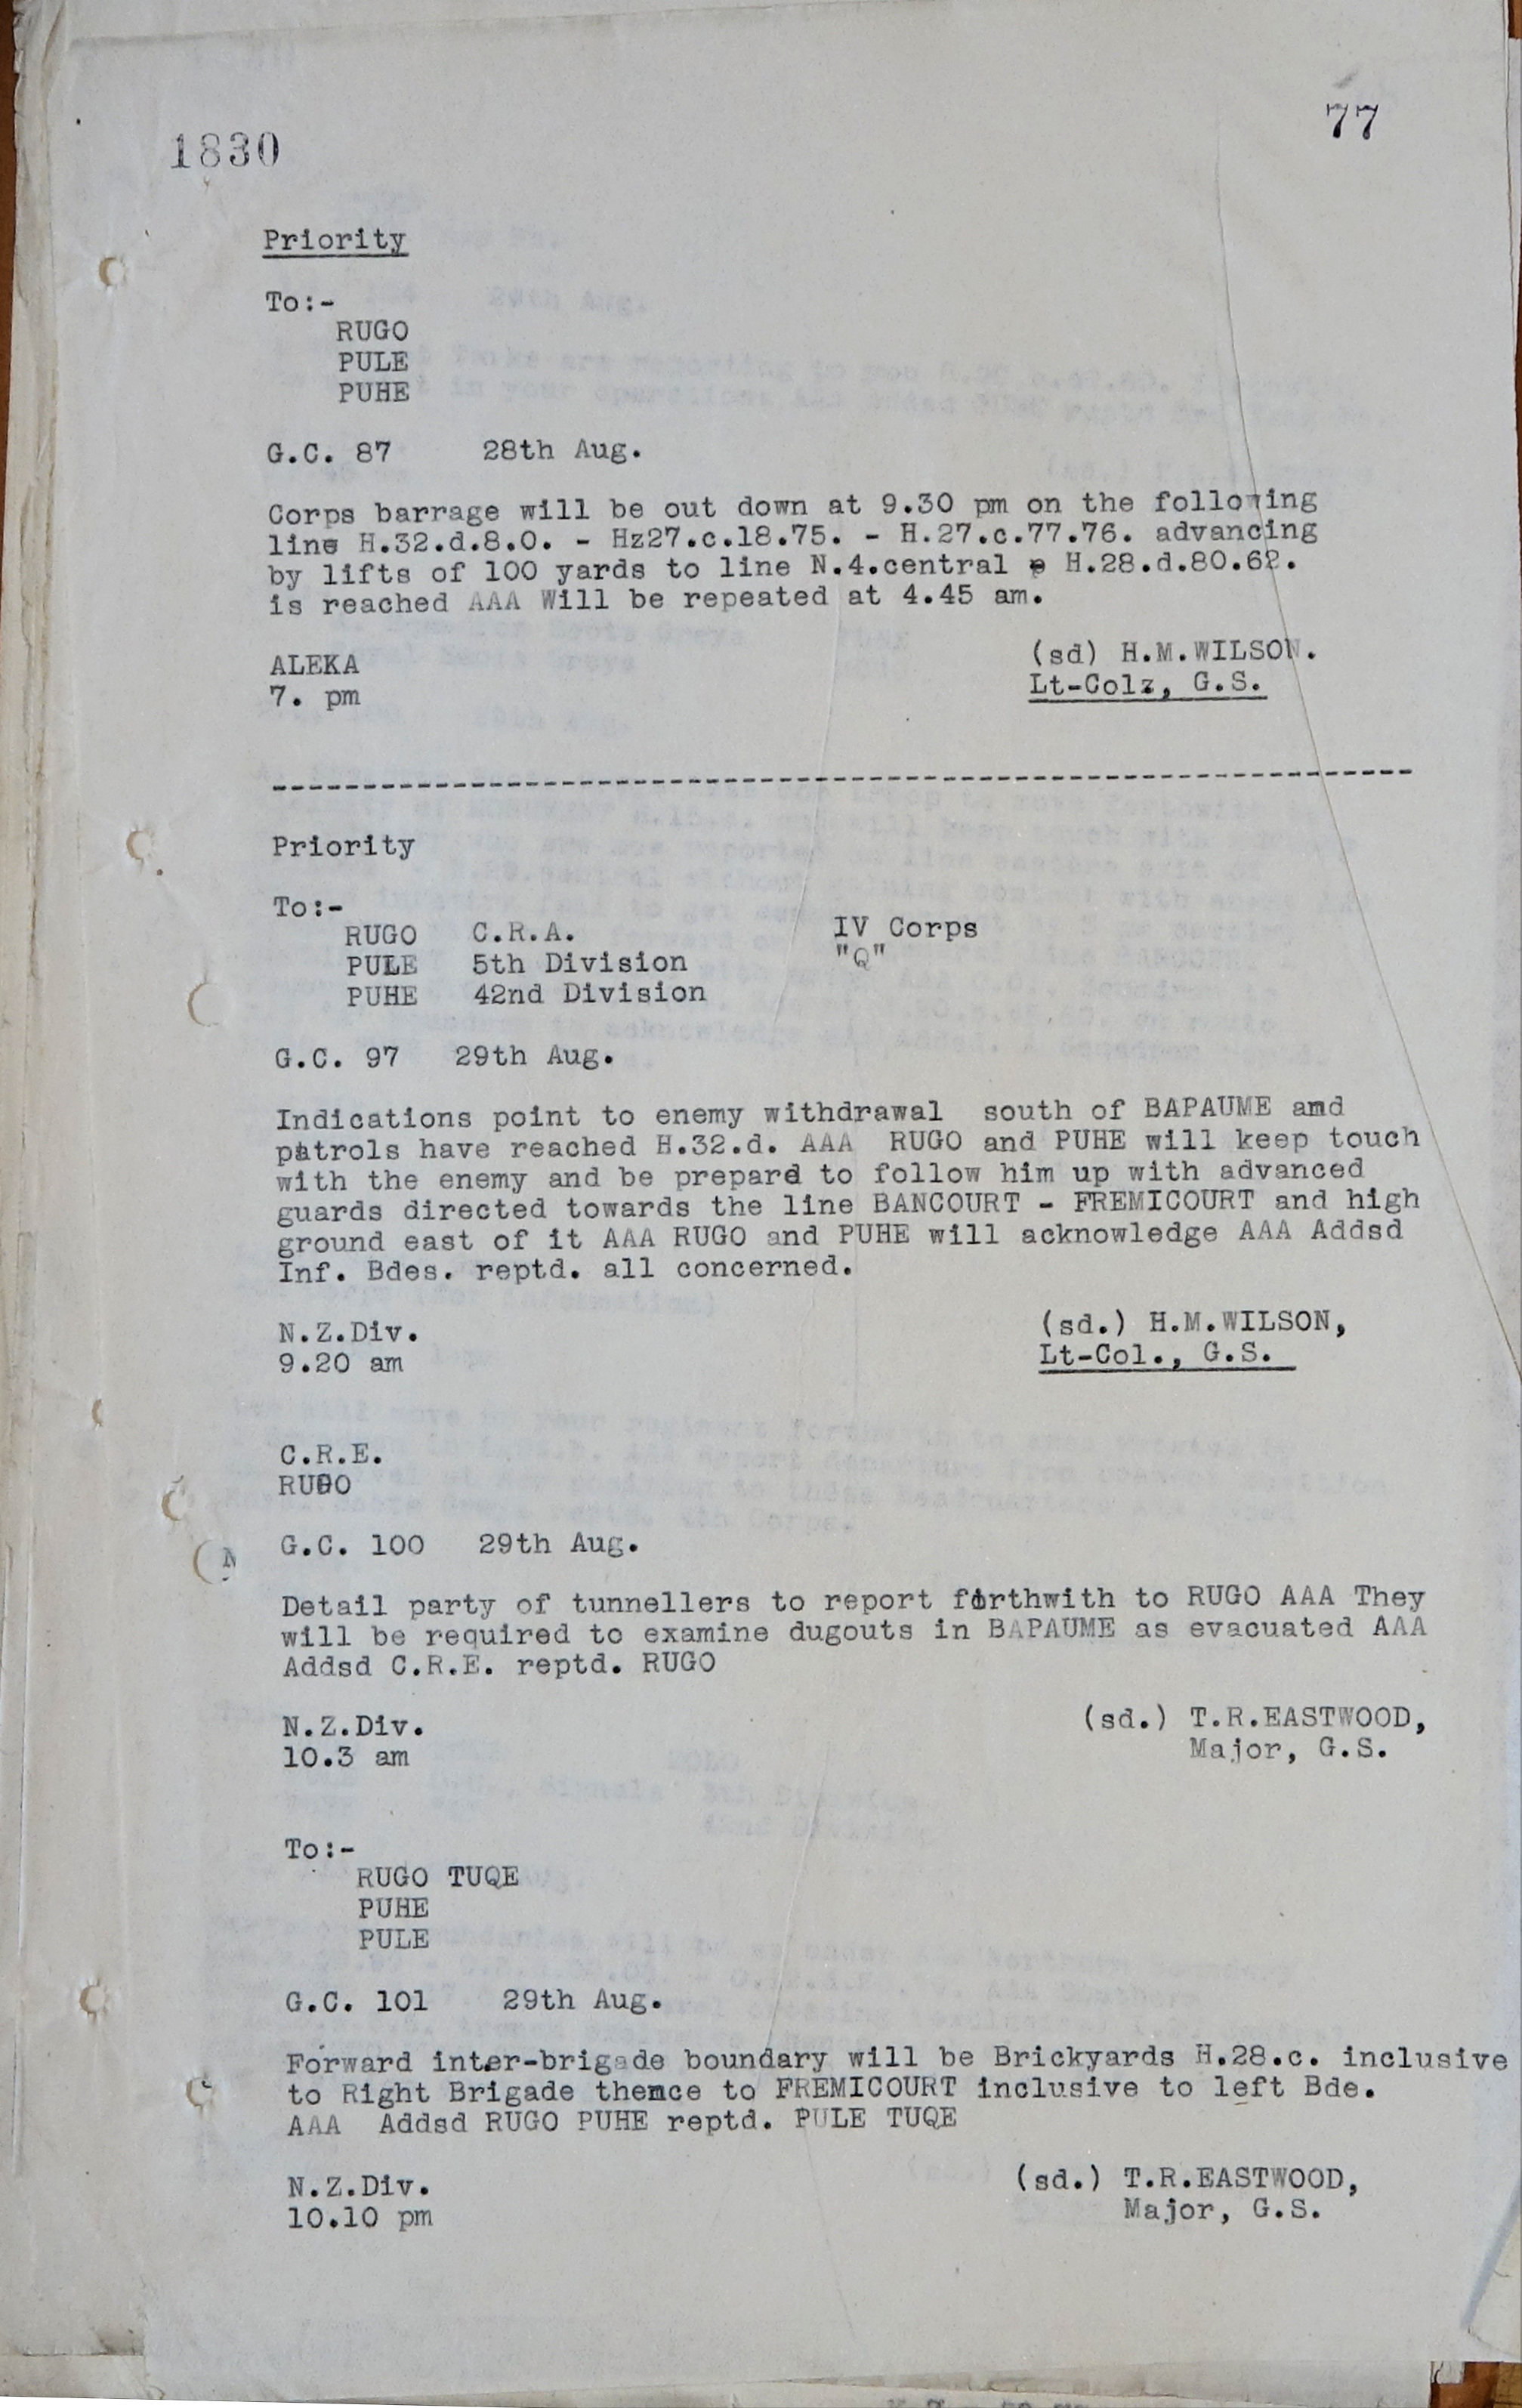 77
1830
Priority
To:-
RUGO
PULE
PUHE
G.C. 87 28th Aug.
Corps barrage will be out down at 9.30 pm on the following
line H.32.d.8.0. - Hz27.c.18.75. - H.27.c.77.76. advancing
by lifts of 100 yards to line N.4.central H.28.d.80.62.
is reached AAA Will be repeated at 4.45 am.
ALEKA (sd) H.M.WILSON.
7. pm Lt-Colz, G.S.
Priority
To:-
RUGO C.R.A. IV Corps
PULE 5th Division "Q"
PUHE 42nd Division
G.C. 97 29th Aug.
Indications point to enemy withdrawal south of BAPAUME and
patrols have reached H.32.d. AAA RUGO and PUHE will keep touch
with the enemy and be prepard to follow him up with advanced
guards directed towards the line BANCOURT - FREMICOURT and high
ground east of it AAA RUGO and PUHE will acknowledge AAA Addsd
Inf. Bdes. reptd. all concerned.
N.Z.Div. (sd.) H.M.WILSON,
9.20 am Lt-Col., G.S.
C.R.E.
RUGO
G.C. 100 29th Aug.
Detail party of tunnellers to report forthwith to RUGO AAA They
will be required to examine dugouts in BAPAUME as evacuated AAA
Addsd C.R.E. reptd. RUGO
N.Z.Div. (sd.) T.R.EASTWOOD,
10.3 am Major, G.S.
To:-
RUGO TUQE
PUHE
PULE
G.C. 101 29th Aug.
Forward inter-brigade boundary will be Brickyards H.28.c. inclusive
to Right Brigade thence to FREMICOURT inclusive to left Bde.
AAA Addsd RUGO PUHE reptd. PULE TUQE
N.Z.Div. (sd.) T.R.EASTWOOD,
10.10 pm Major, G.S.